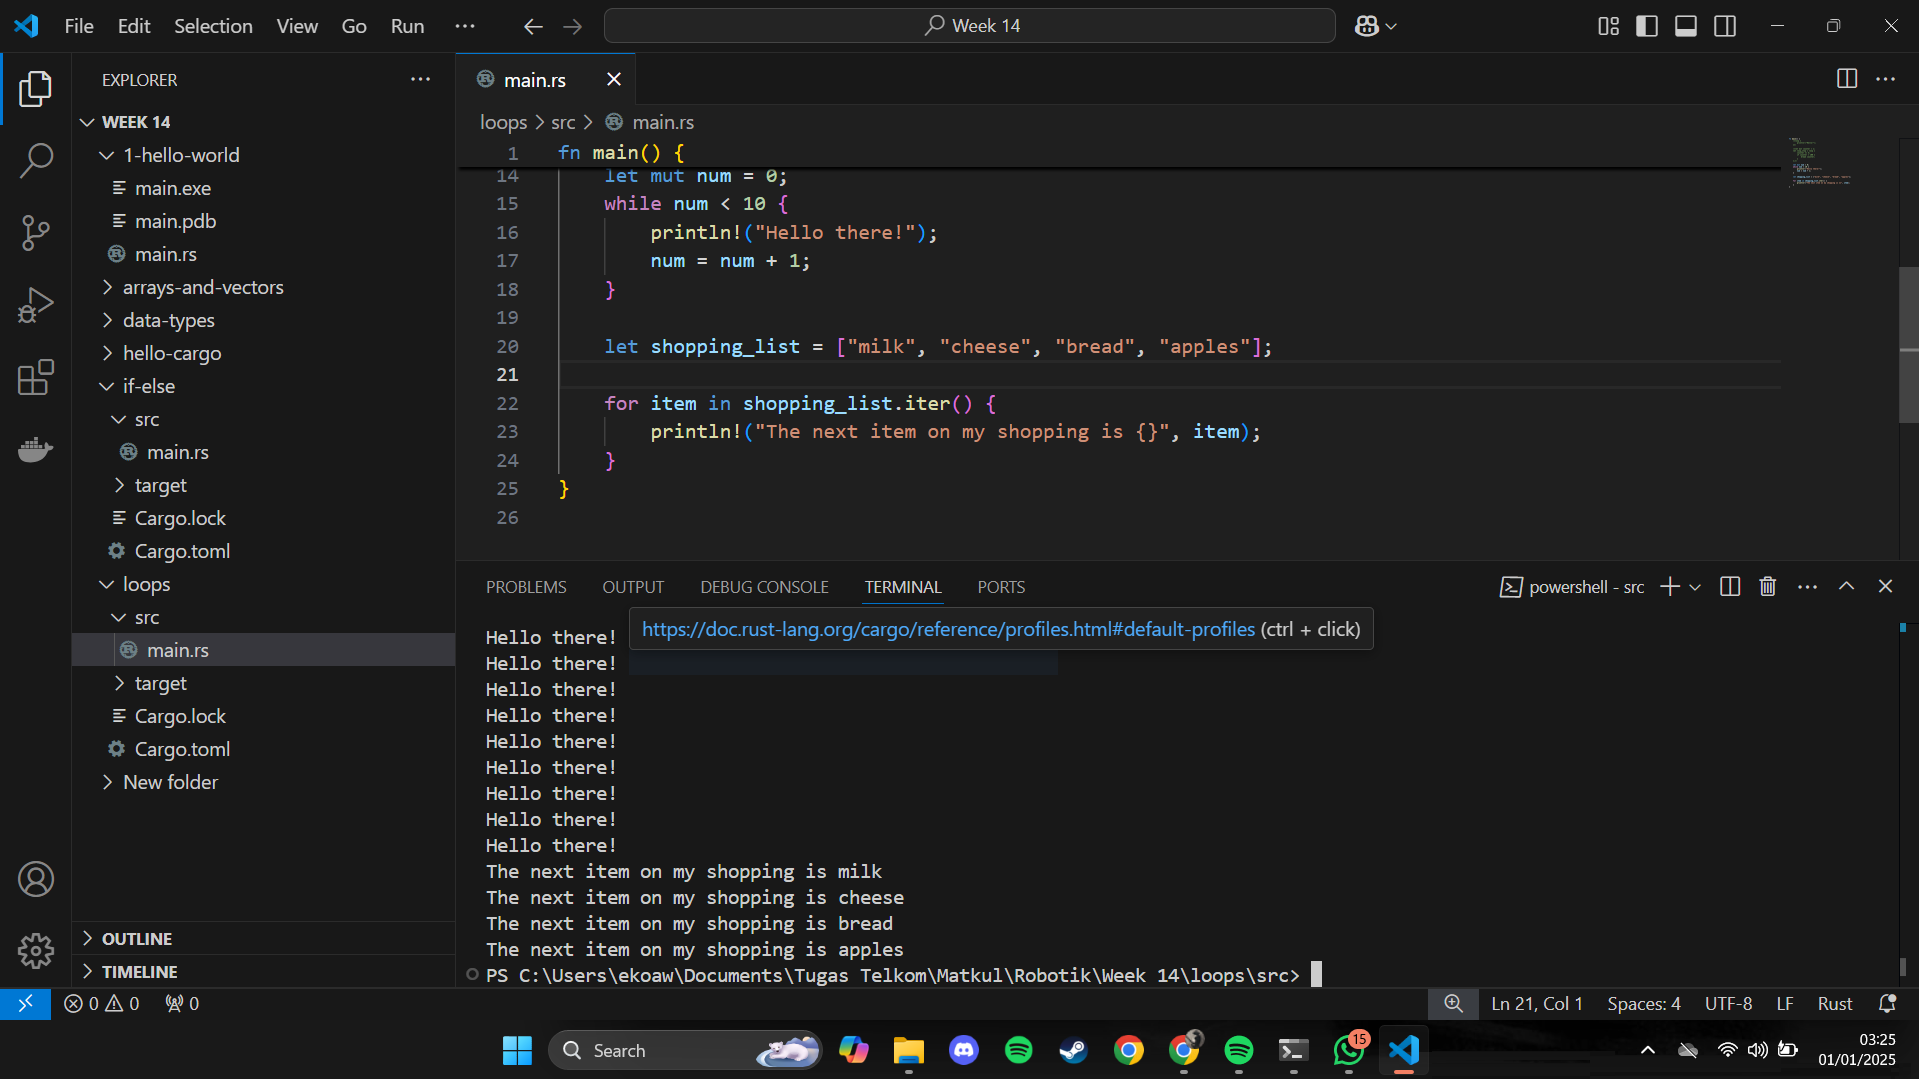 File Edit Selection View Go Run ... Week 14
EXPLORER
WEEK 14
1-hello-world
main.exe
main.pdb
main.rs
arrays-and-vectors
data-types
hello-cargo
if-else
src
main.rs
target
Cargo.lock
Cargo.toml
loops
src
main.rs
target
Cargo.lock
Cargo.toml
New folder
OUTLINE
TIMELINE
main.rs
loops > src > main.rs
1 fn main() {
14 let mut num = 0;
15 while num < 10 {
16 println!("Hello there!");
17 num = num + 1;
18 }
19
20 let shopping_list = ["milk", "cheese", "bread", "apples"];
21
22 for item in shopping_list.iter() {
23 println!("The next item on my shopping is {}", item);
24 }
25 }
26
PROBLEMS OUTPUT DEBUG CONSOLE TERMINAL PORTS powershell - src
https://doc.rust-lang.org/cargo/reference/profiles.html#default-profiles (ctrl + click)
Hello there!
Hello there!
Hello there!
Hello there!
Hello there!
Hello there!
Hello there!
Hello there!
Hello there!
The next item on my shopping is milk
The next item on my shopping is cheese
The next item on my shopping is bread
The next item on my shopping is apples
PS C:\Users\ekoaw\Documents\Tugas Telkom\Matkul\Robotik\Week 14\loops\src>
0 0 0 Ln 21, Col 1 Spaces: 4 UTF-8 LF Rust
Search 15
03:25
01/01/2025